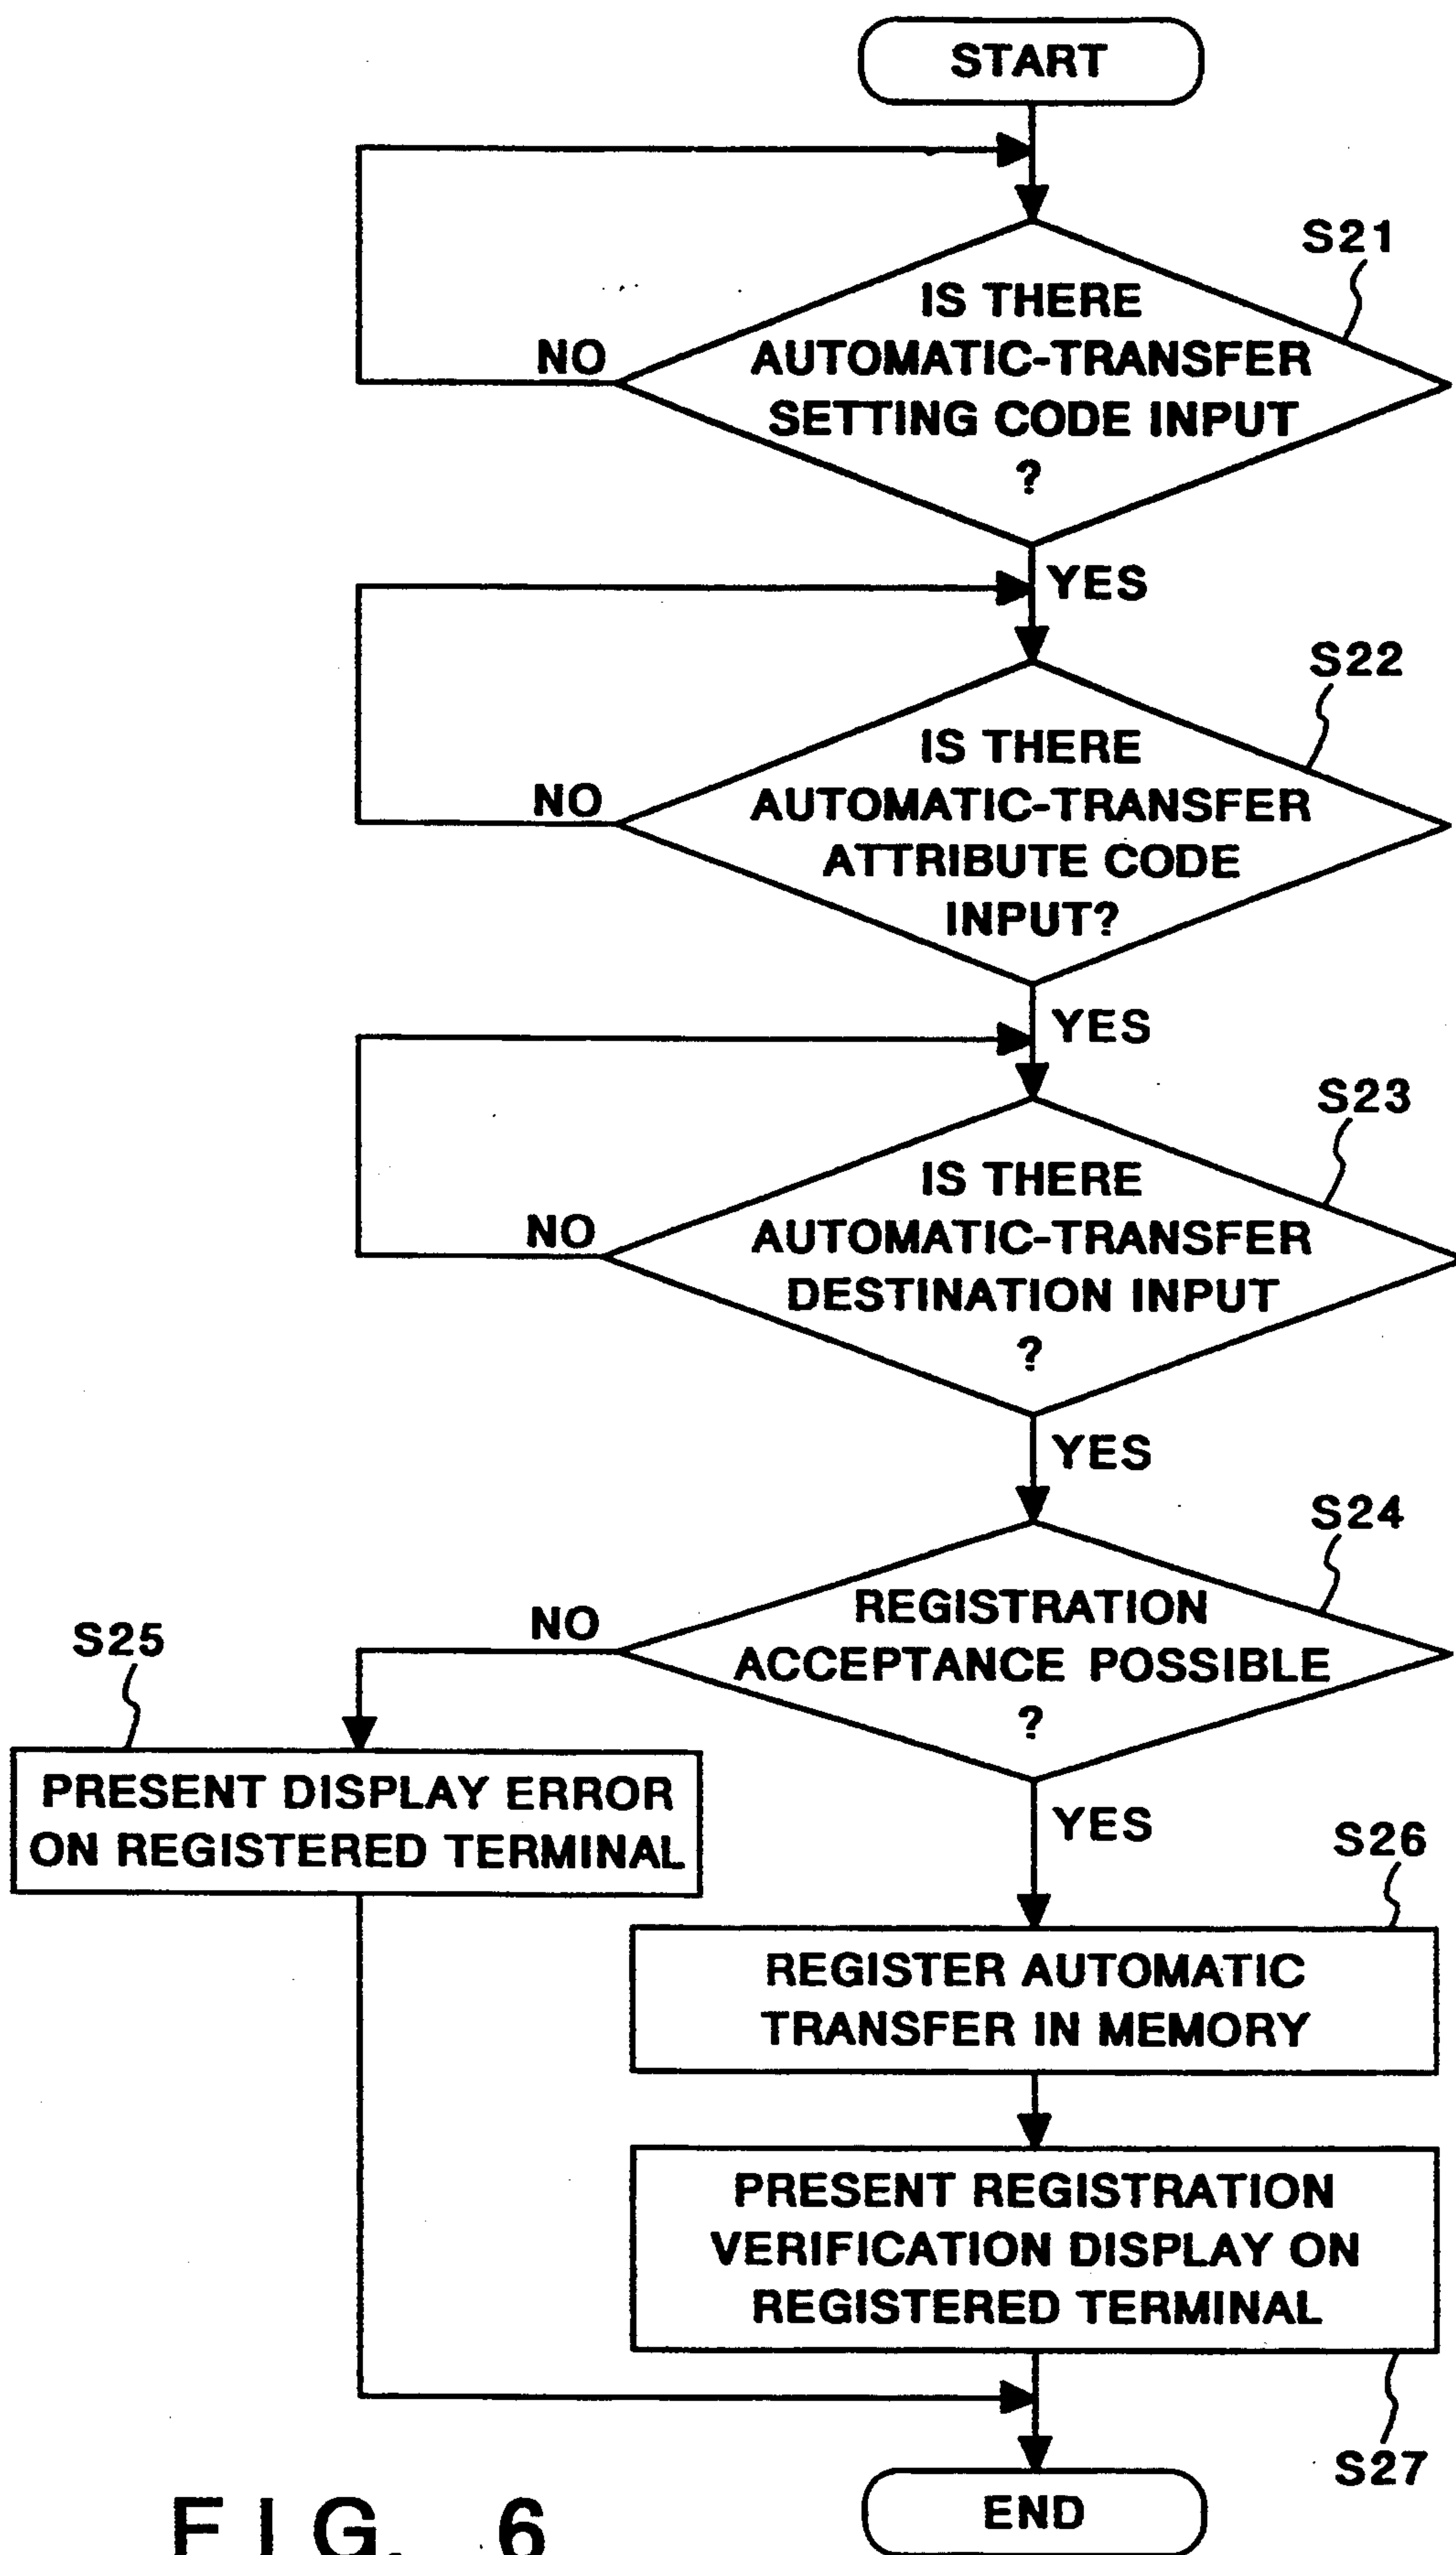 START
S21
IS THERE
AUTOMATIC-TRANSFER
SETTING CODE INPUT
?
NO
YES
S22
IS THERE
AUTOMATIC-TRANSFER
ATTRIBUTE CODE
INPUT?
NO
YES
S23
IS THERE
AUTOMATIC-TRANSFER
DESTINATION INPUT
?
NO
YES
S24
REGISTRATION
ACCEPTANCE POSSIBLE
?
NO
S25
PRESENT DISPLAY ERROR
ON REGISTERED TERMINAL
YES
S26
REGISTER AUTOMATIC
TRANSFER IN MEMORY
PRESENT REGISTRATION
VERIFICATION DISPLAY ON
REGISTERED TERMINAL
S27
END
FIG. 6